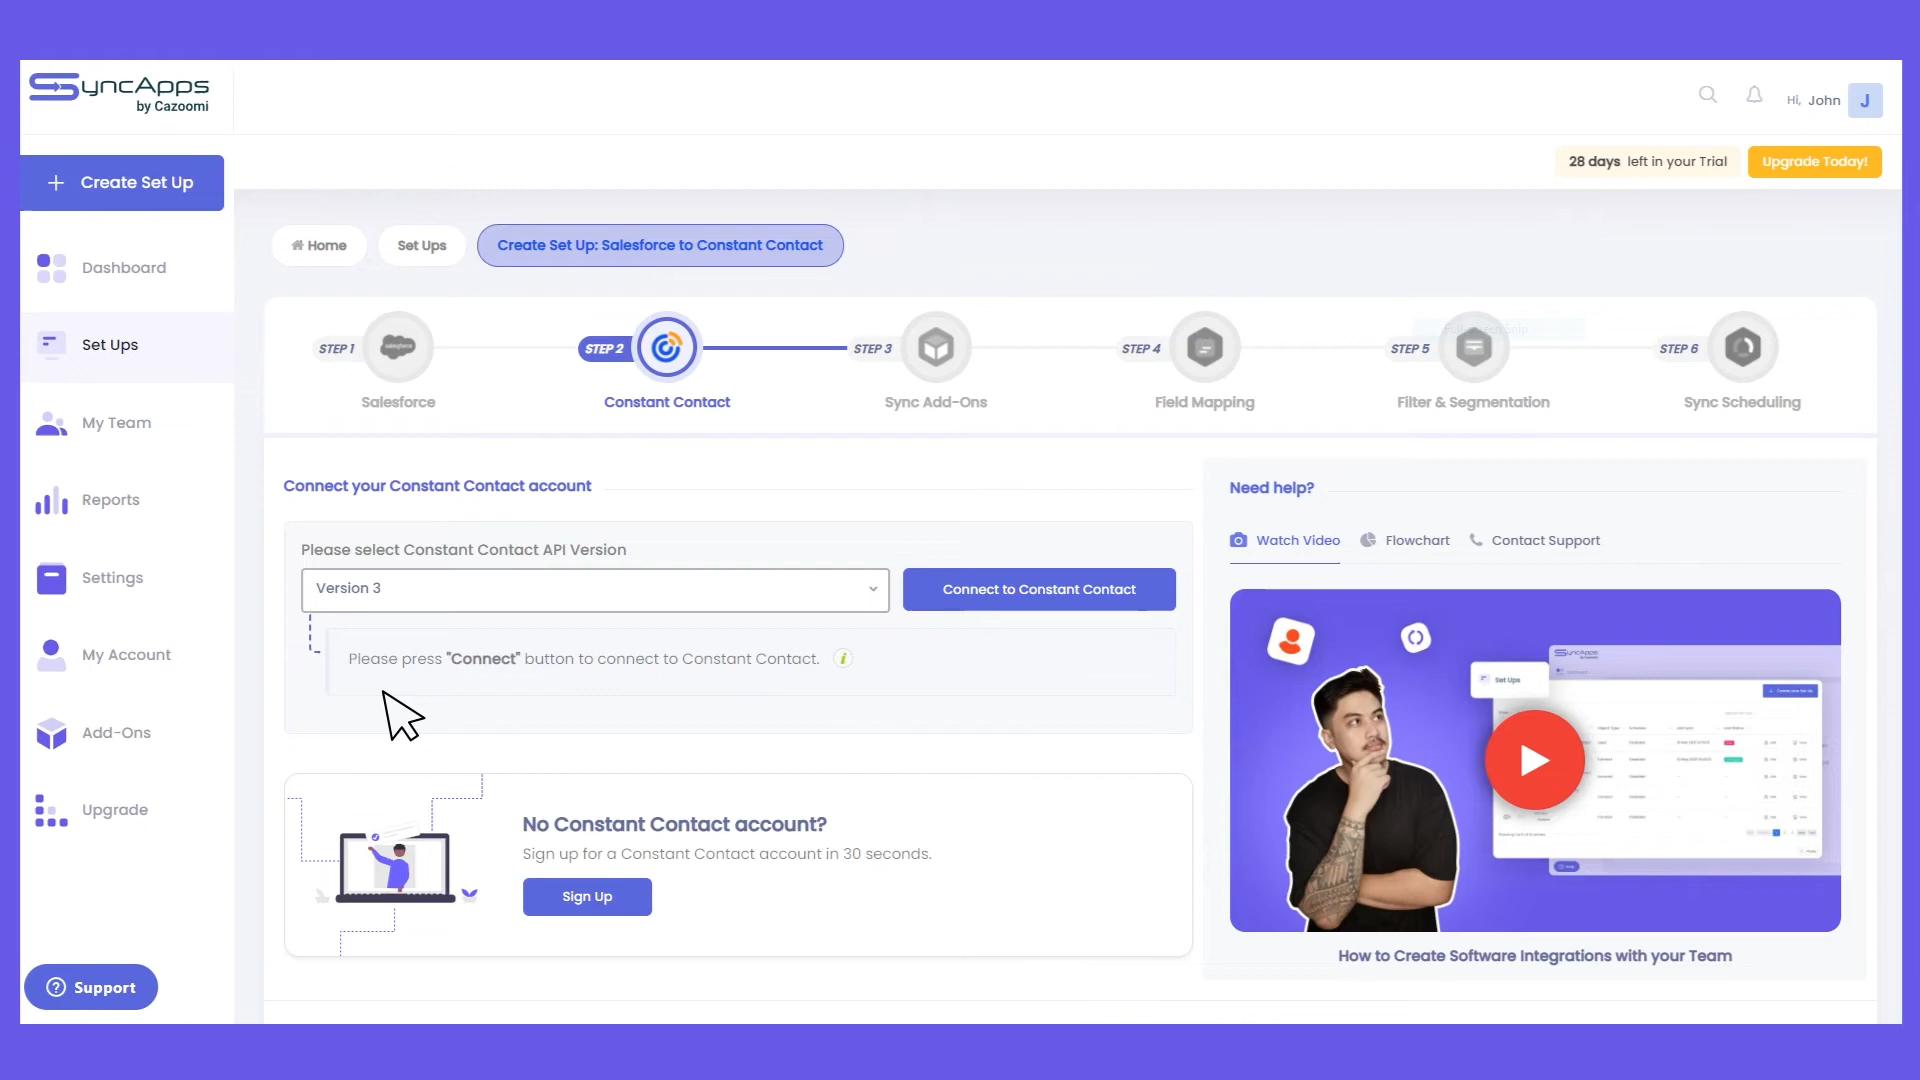 SyncApps
by Cazoomi
Hi, John
J
28 days left in your Trial
Upgrade Today!
Create Set Up
Dashboard
Set Ups
My Team
Reports
Settings
My Account
Add-Ons
Upgrade
Support
Home
Set Ups
Create Set Up: Salesforce to Constant Contact
STEP 1
Salesforce
STEP 2
Constant Contact
STEP 3
Sync Add-Ons
STEP 4
Field Mapping
STEP 5
Filter & Segmentation
STEP 6
Sync Scheduling
Connect your Constant Contact account
Please select Constant Contact API Version
Version 3
Connect to Constant Contact
Please press "Connect" button to connect to Constant Contact.
No Constant Contact account?
Sign up for a Constant Contact account in 30 seconds.
Sign Up
Need help?
Watch Video
Flowchart
Contact Support
SyncApps
Set Ups
How to Create Software Integrations with your Team